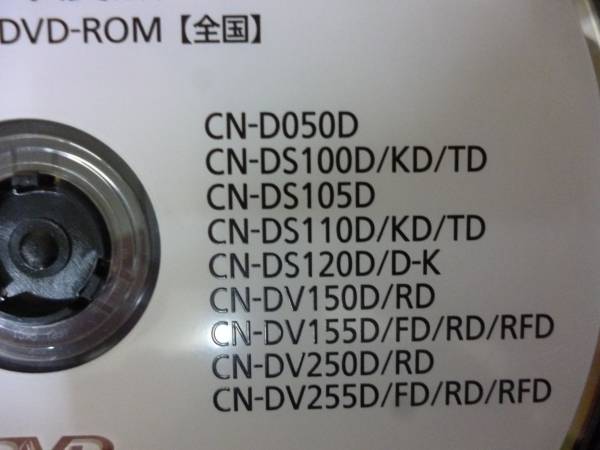 DVD-ROM【全国】
CN-D050D
CN-DS100D/KD/TD
CN-DS105D
CN-DS110D/KD/TD
CN-DS120D/D-K
CN-DV150D/RD
CN-DV155D/FD/RD/RFD
CN-DV250D/RD
CN-DV255D/FD/RD/RFD